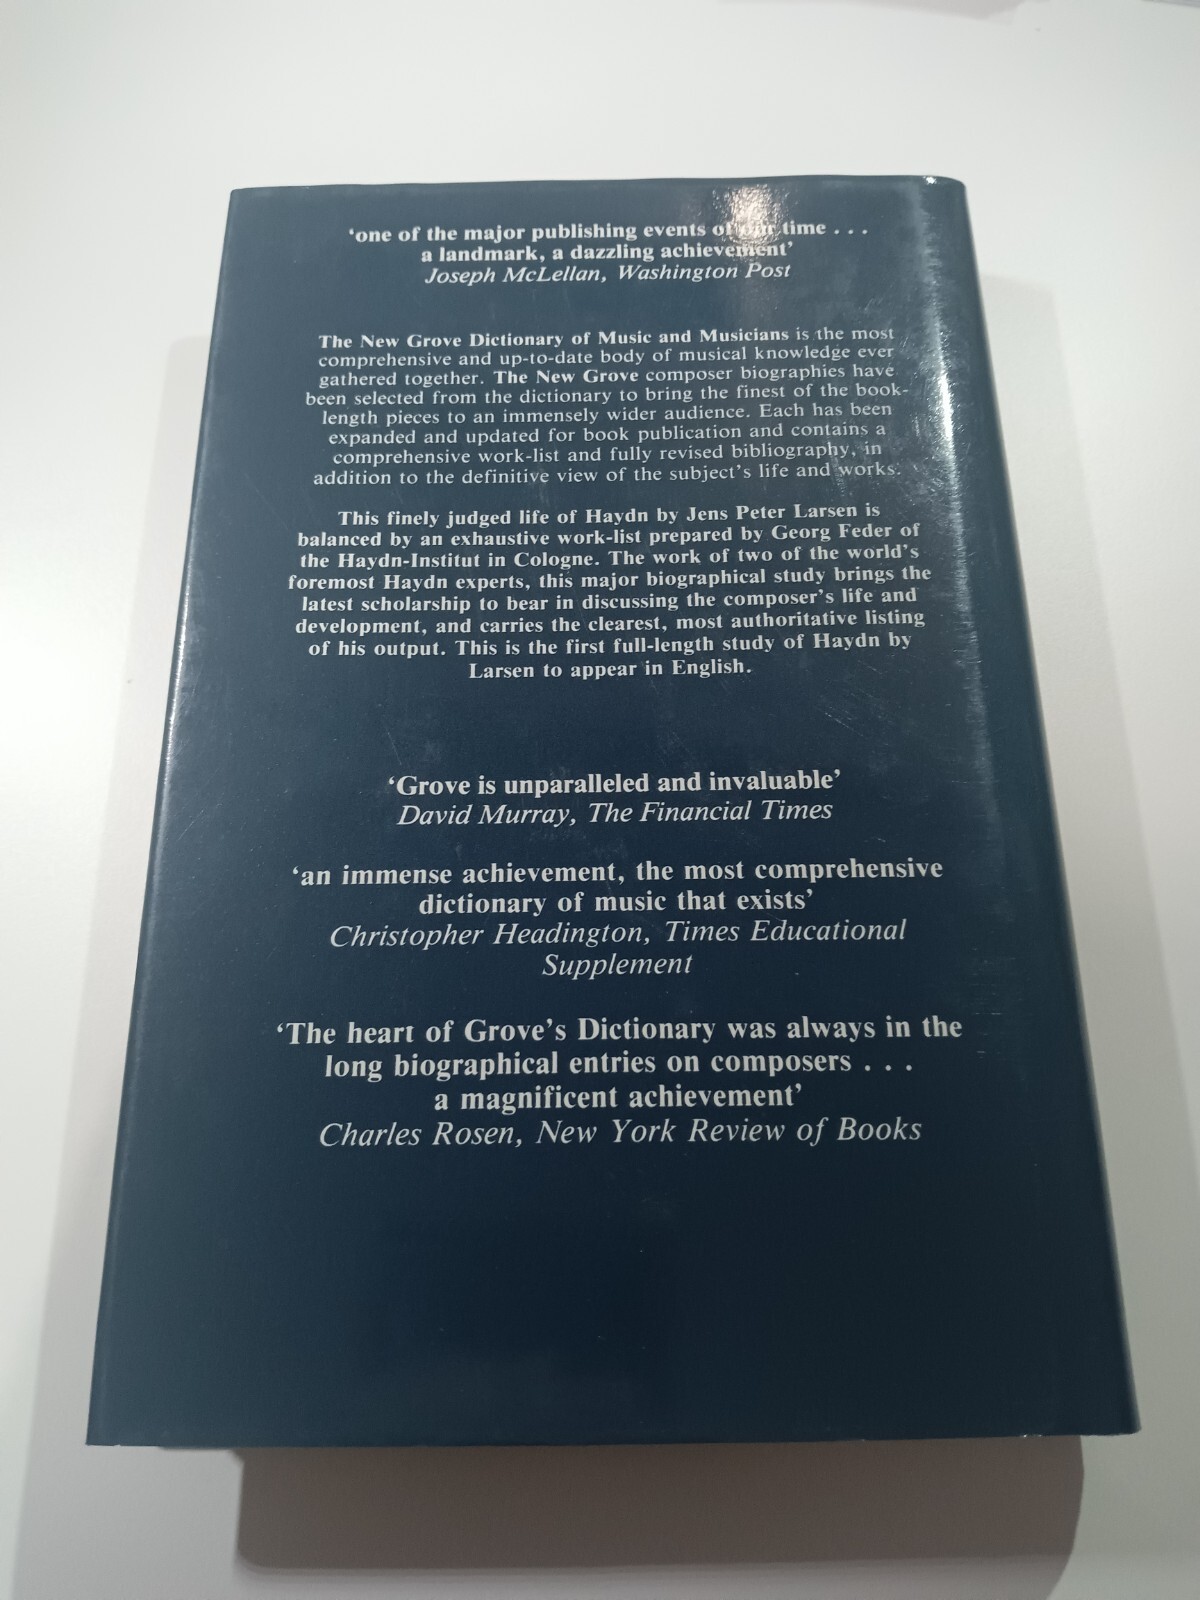 ‘one of the major publishing events of our time . . .
a landmark, a dazzling achievement’
Joseph McLellan, Washington Post
The New Grove Dictionary of Music and Musicians is the most
comprehensive and up-to-date body of musical knowledge ever
gathered together. The New Grove composer biographies have
been selected from the dictionary to bring the finest of the book-
length pieces to an immensely wider audience. Each has been
expanded and updated for book publication and contains a
comprehensive work-list and fully revised bibliography, in
addition to the definitive view of the subject’s life and works.
This finely judged life of Haydn by Jens Peter Larsen is
balanced by an exhaustive work-list prepared by Georg Feder of
the Haydn-Institut in Cologne. The work of two of the world’s
foremost Haydn experts, this major biographical study brings the
latest scholarship to bear in discussing the composer’s life and
development, and carries the clearest, most authoritative listing
of his output. This is the first full-length study of Haydn by
Larsen to appear in English.
‘Grove is unparalleled and invaluable’
David Murray, The Financial Times
‘an immense achievement, the most comprehensive
dictionary of music that exists’
Christopher Headington, Times Educational
Supplement
‘The heart of Grove’s Dictionary was always in the
long biographical entries on composers . . .
a magnificent achievement’
Charles Rosen, New York Review of Books